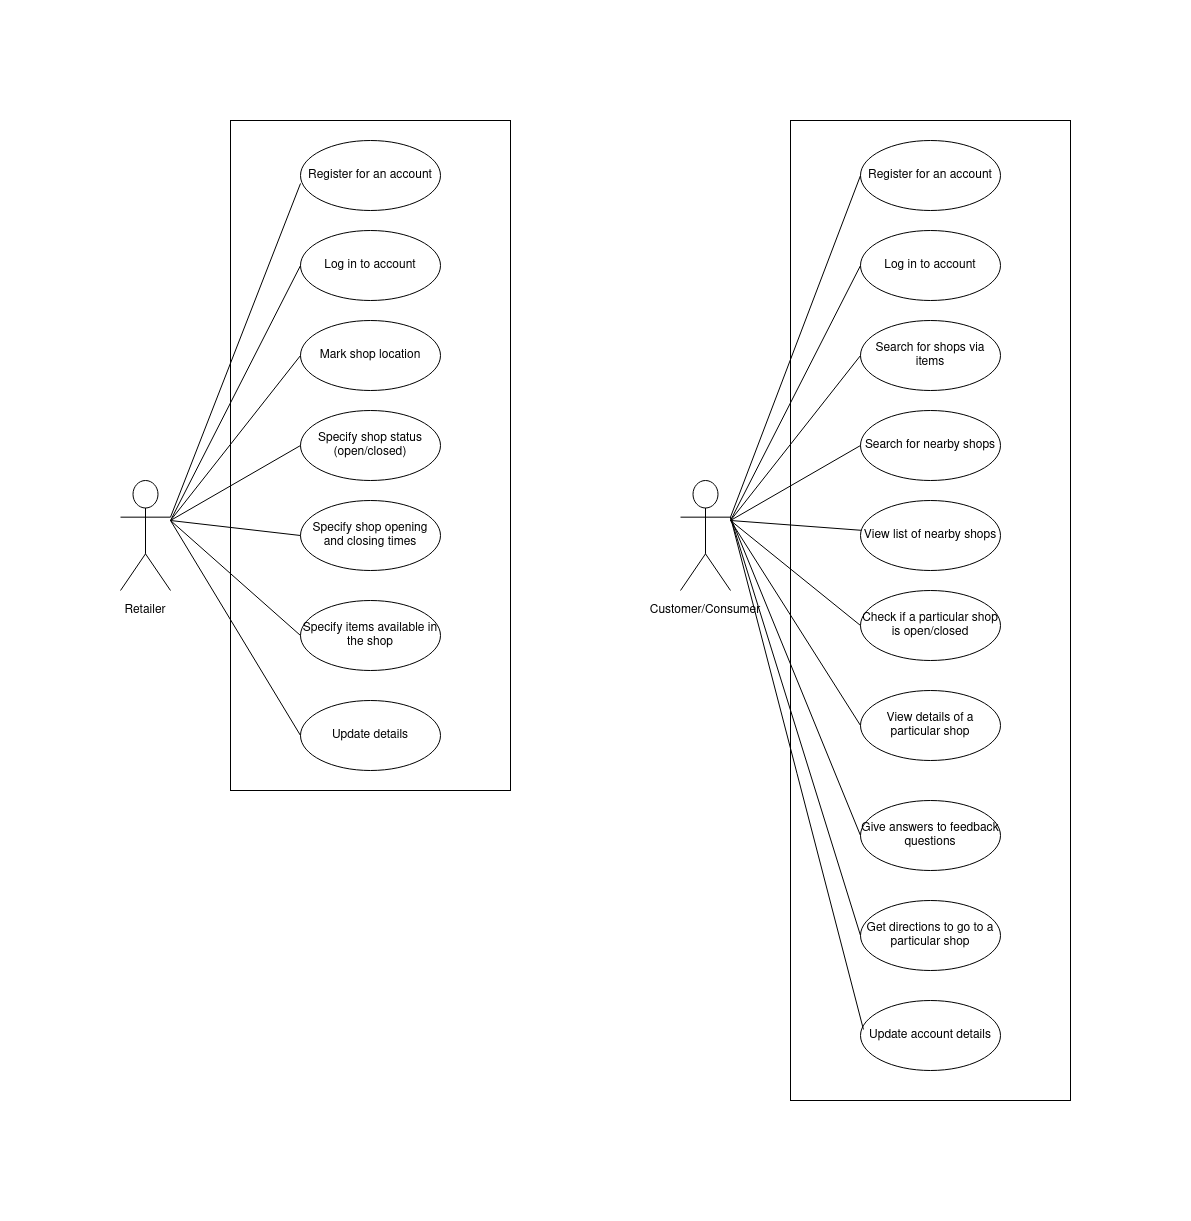 Register for an account
Log in to account
Mark shop location
Specify shop status
(open/closed)
Specify shop opening
and closing times
Specify items available in
the shop
Update details
Retailer
Register for an account
Log in to account
Search for shops via
items
Search for nearby shops
View list of nearby shops
Check if a particular shop
is open/closed
View details of a
particular shop
Give answers to feedback
questions
Get directions to go to a
particular shop
Update account details
Customer/Consumer